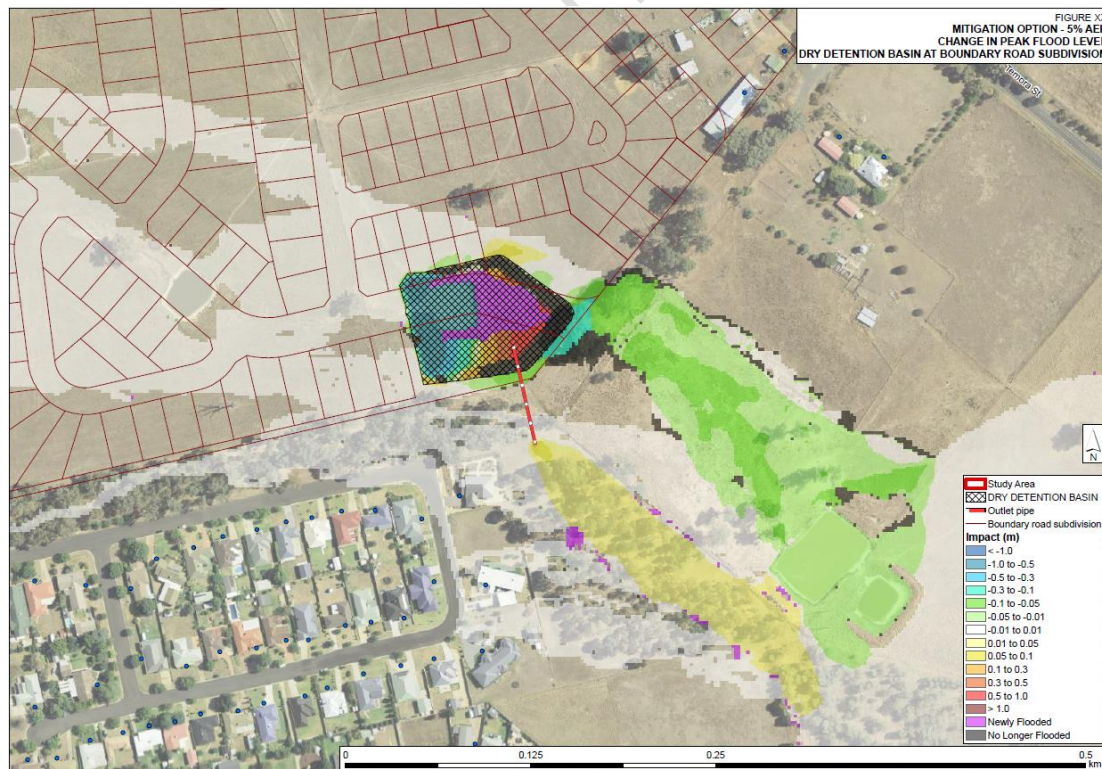 FIGURE X
MITIGATION OPTION - 5% AEP
CHANGE IN PEAK FLOOD LEVEL
DRY DETENTION BASIN AT BOUNDARY ROAD SUBDIVISION
Temora St
N
Study Area
DRY DETENTION BASIN
Outlet pipe
Boundary road subdivision
Impact (m)
< -1.0
-1.0 to -0.5
-0.5 to -0.3
-0.3 to -0.1
-0.1 to -0.05
-0.05 to -0.01
-0.01 to 0.01
0.01 to 0.05
0.05 to 0.1
0.1 to 0.3
0.3 to 0.5
0.5 to 1.0
> 1.0
Newly Flooded
No Longer Flooded
0 0.125 0.25 0.5
km